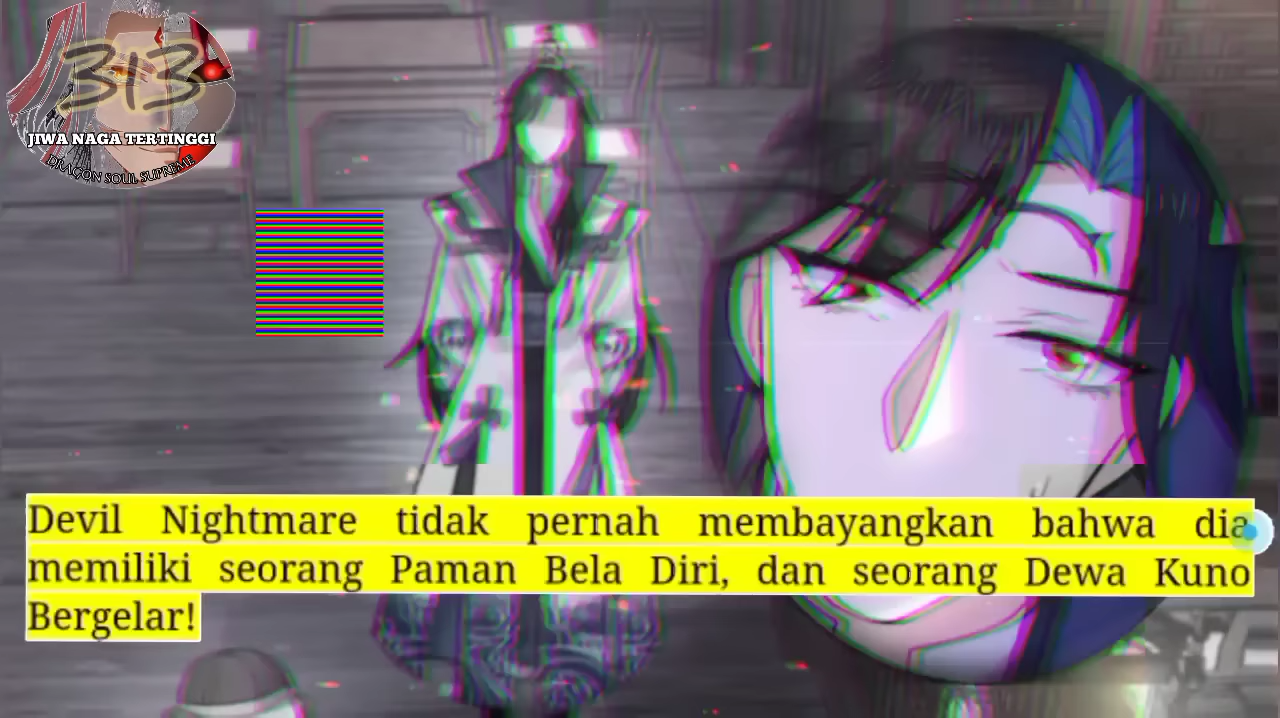 313
JIWA NAGA TERTINGGI
DRAGON SOUL SUPREME
Devil Nightmare tidak pernah membayangkan bahwa dia
memiliki seorang Paman Bela Diri, dan seorang Dewa Kuno
Bergelar!